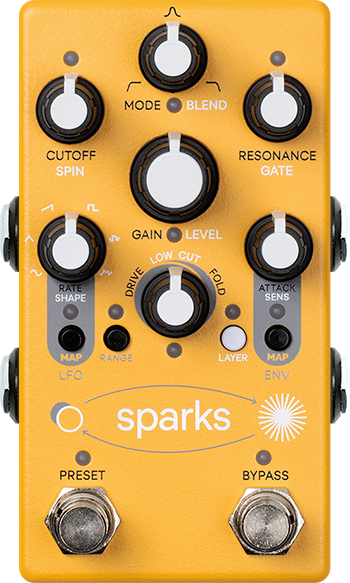 MODE BLEND
CUTOFF
SPIN
RESONANCE
GATE
GAIN LEVEL
DRIVE LOW CUT FOLD
RATE
SHAPE
ATTACK
SENS
MAP
RANGE
LAYER
MAP
LFO
ENV
sparks
PRESET
BYPASS